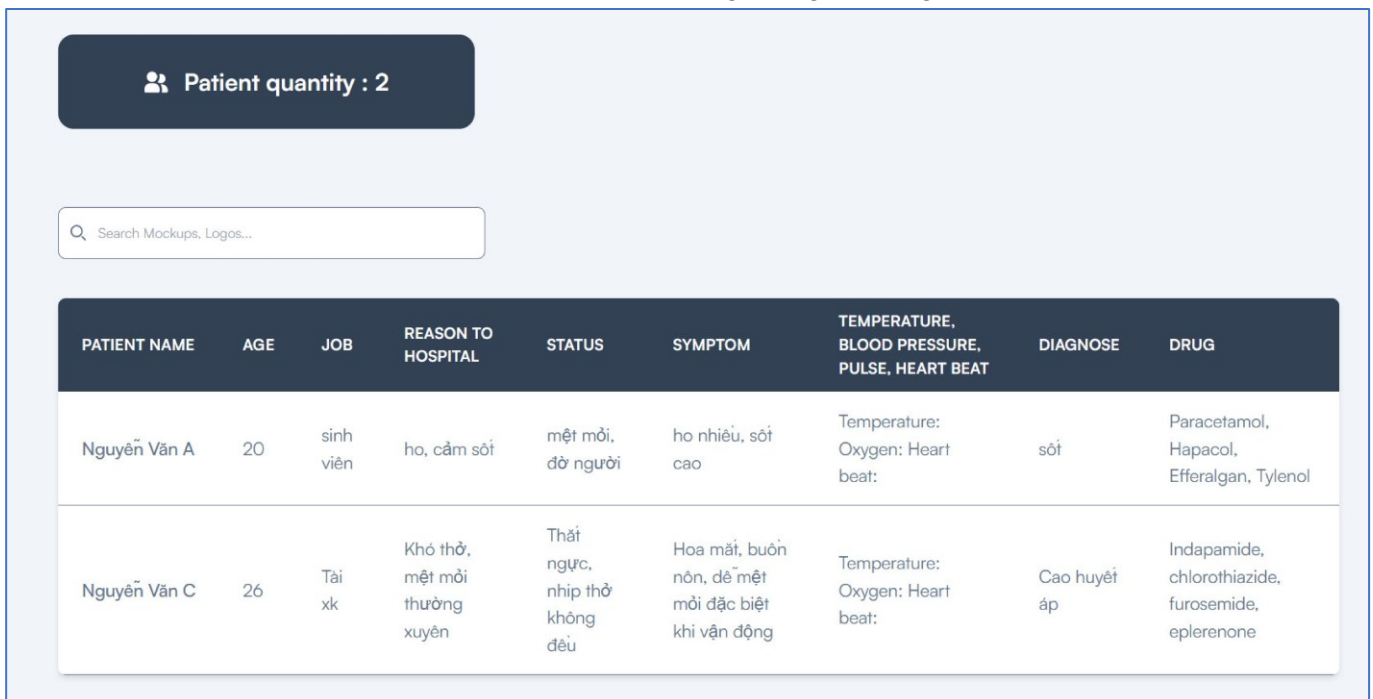 Patient quantity : 2
Search Mockups, Logos...
PATIENT NAME
AGE
JOB
REASON TO
HOSPITAL
STATUS
SYMPTOM
TEMPERATURE,
BLOOD PRESSURE,
PULSE, HEART BEAT
DIAGNOSE
DRUG
Nguyễn Văn A
20
sinh
viên
ho, cảm sốt
mệt mỏi,
đờ người
ho nhiều, sốt
cao
Temperature:
Oxygen: Heart
beat:
sốt
Paracetamol,
Hapacol,
Efferalgan, Tylenol
Nguyễn Văn C
26
Tài
xk
Khó thở,
mệt mỏi
thường
xuyên
Thắt
ngực,
nhip thở
không
đều
Hoa mắt, buồn
nôn, dễ mệt
mỏi đặc biệt
khi vận động
Temperature:
Oxygen: Heart
beat:
Cao huyết
áp
Indapamide,
chlorothiazide,
furosemide,
eplerenone